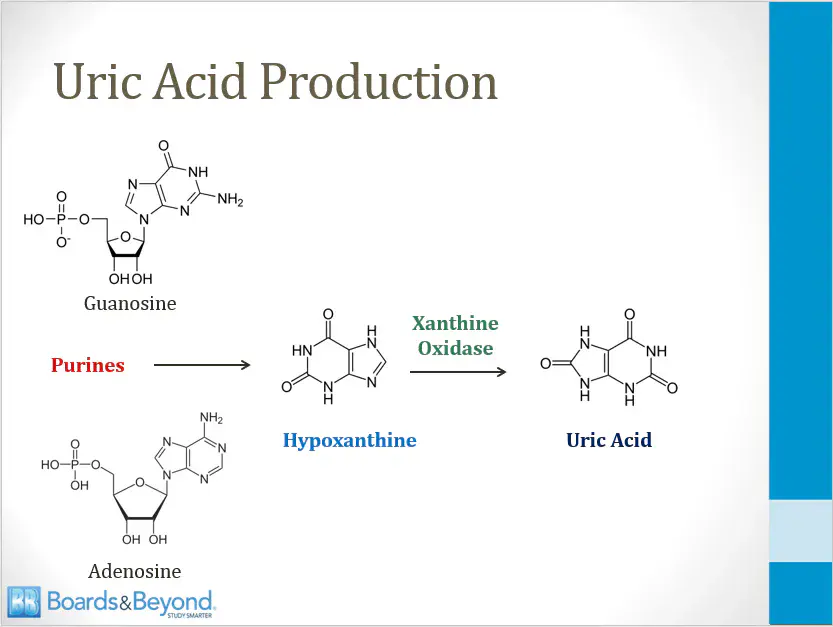 Uric Acid Production
O
N
NH
N
N
NH2
O
HO P O
O-
O
OH OH
Guanosine
Purines
O
HN
O
N
H
H
N
N
Hypoxanthine
Xanthine
Oxidase
O
H
N
O
N
H
NH
N
H
O
Uric Acid
NH2
N
N
N
N
O
HO P O
OH
O
OH OH
Adenosine
BB Boards&Beyond.
STUDY SMARTER